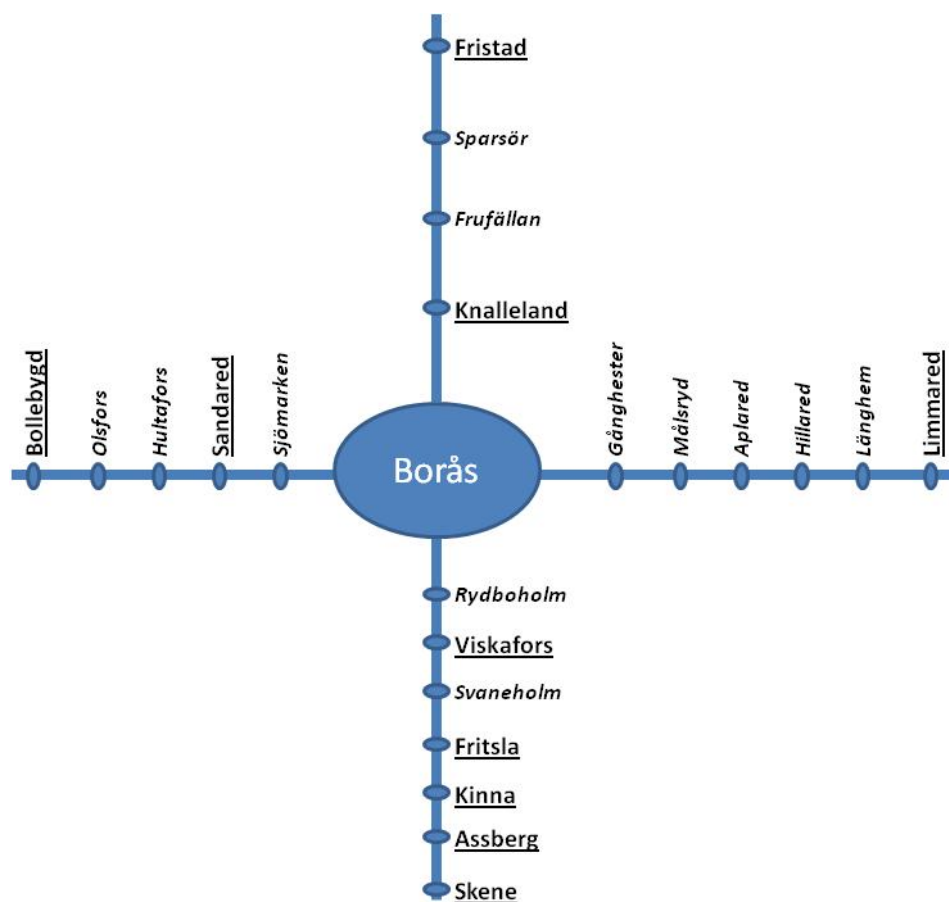 Fristad
Sparsör
Frufällan
Knalleland
Bollebygd
Olsfors
Hultafors
Sandared
Sjömarken
Borås
Gånghester
Målsryd
Aplared
Hillared
Länghem
Limmared
Rydboholm
Viskafors
Svaneholm
Fritsla
Kinna
Assberg
Skene